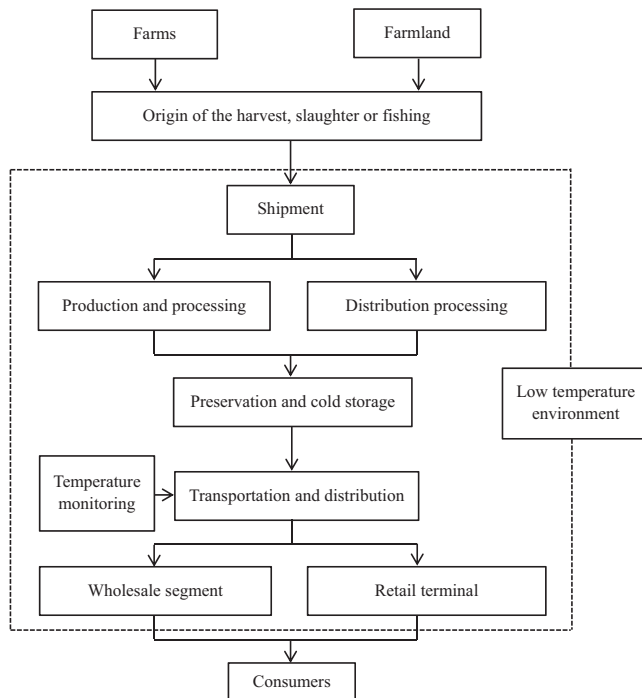 Farms
Farmland
Origin of the harvest, slaughter or fishing
Shipment
Production and processing
Distribution processing
Low temperature
environment
Preservation and cold storage
Temperature
monitoring
Transportation and distribution
Wholesale segment
Retail terminal
Consumers